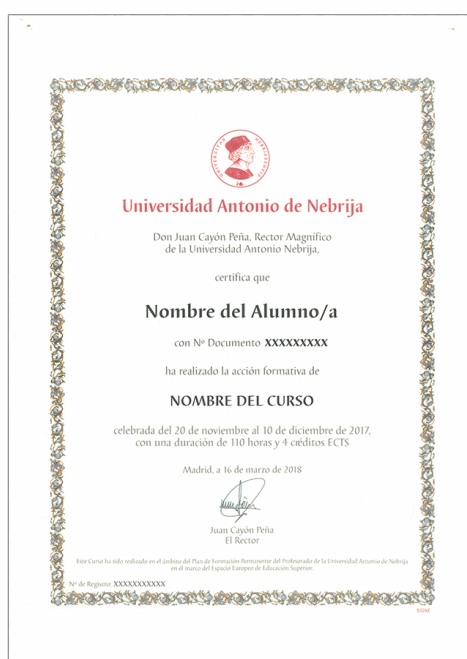 UNIVERSITAS NEBRISSENSIS
Universidad Antonio de Nebrija
Don Juan Cayón Peña, Rector Magnífico
de la Universidad Antonio Nebrija,
certifica que
Nombre del Alumno/a
con Nº Documento XXXXXXXXX
ha realizado la acción formativa de
NOMBRE DEL CURSO
celebrada del 20 de noviembre al 10 de diciembre de 2017,
con una duración de 110 horas y 4 créditos ECTS
Madrid, a 16 de marzo de 2018
Juan Cayón Peña
El Rector
Este Curso ha sido realizado en el ámbito del Plan de Formación Permanente del Profesorado de la Universidad Antonio de Nebrija
en el marco del Espacio Europeo de Educación Superior.
Nº de Registro: XXXXXXXXXXX
SIGNE